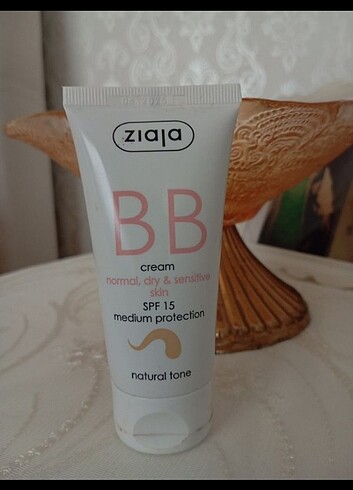 ziaja
BB
cream
normal, dry & sensitive
skin
SPF 15
medium protection
natural tone